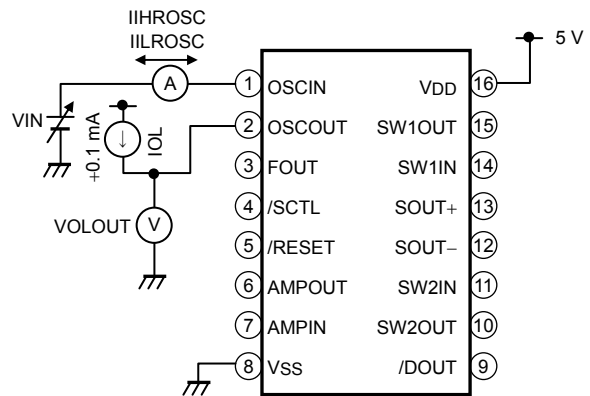 IIHROSC
IILROSC
5 V
A
1 OSCIN
VDD 16
VIN
+0.1 mA
↓
IOL
2 OSCOUT
SW1OUT 15
3 FOUT
SW1IN 14
VOLOUT V
4 /SCTL
SOUT+ 13
5 /RESET
SOUT− 12
6 AMPOUT
SW2IN 11
7 AMPIN
SW2OUT 10
8 VSS
/DOUT 9